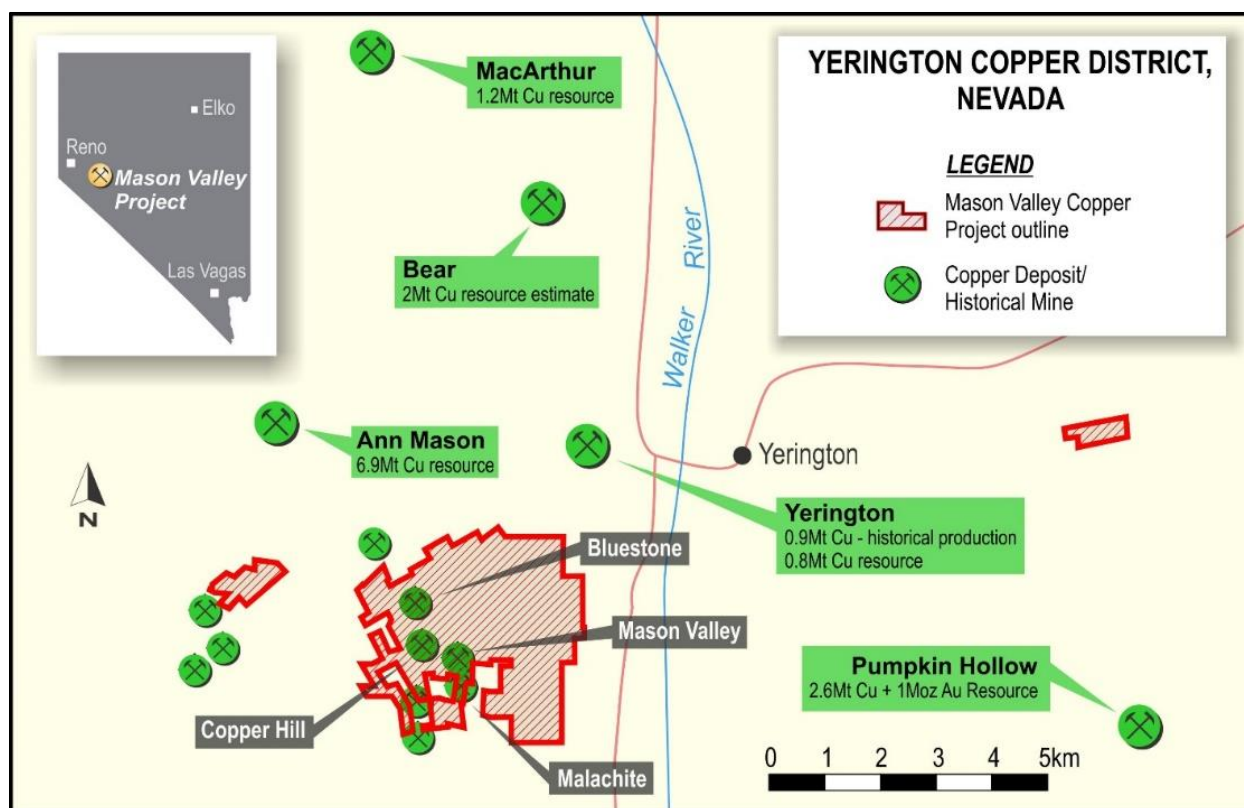 Elko
Reno
Mason Valley
Project
Las Vagas
MacArthur
1.2Mt Cu resource
YERINGTON COPPER DISTRICT,
NEVADA
LEGEND
Mason Valley Copper
Project outline
Copper Deposit/
Historical Mine
Bear
2Mt Cu resource estimate
Walker River
Ann Mason
6.9Mt Cu resource
Yerington
N
Yerington
0.9Mt Cu - historical production
0.8Mt Cu resource
Bluestone
Mason Valley
Pumpkin Hollow
2.6Mt Cu + 1Moz Au Resource
Copper Hill
Malachite
0 1 2 3 4 5km